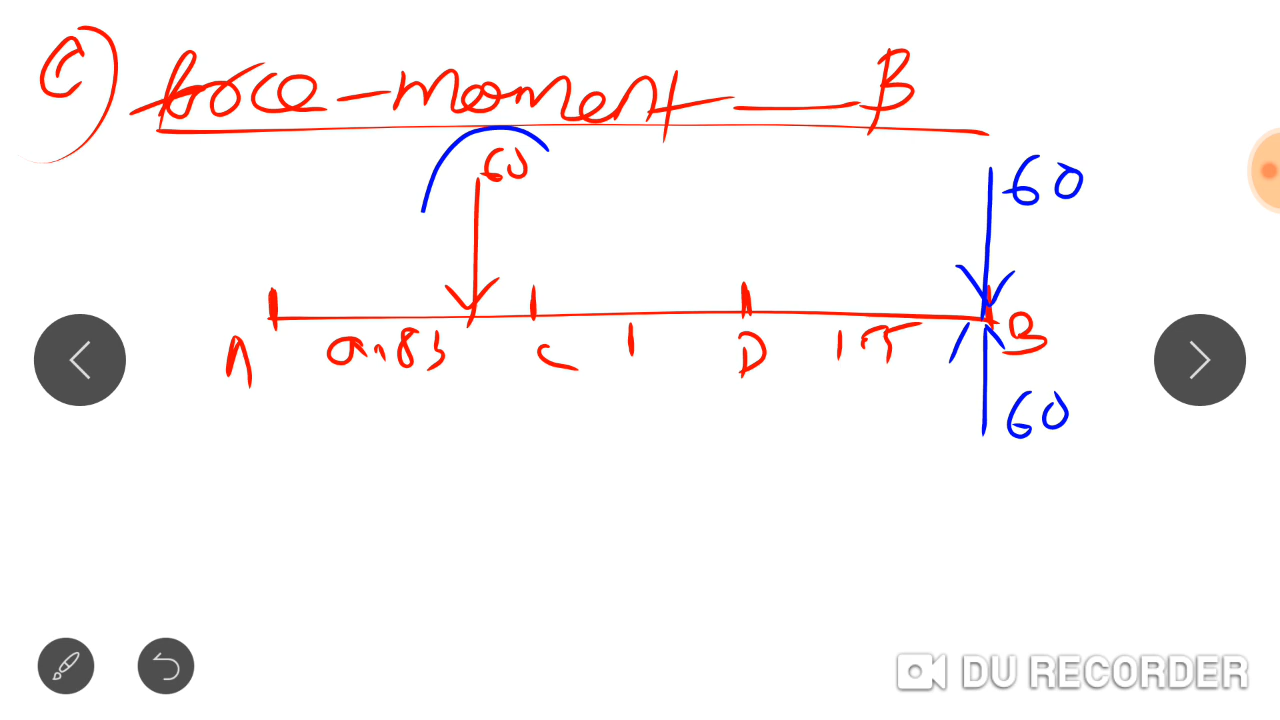 C) force-moment — B
60
60
A 0.83 C 1 D 1.5 B
60
DU RECORDER